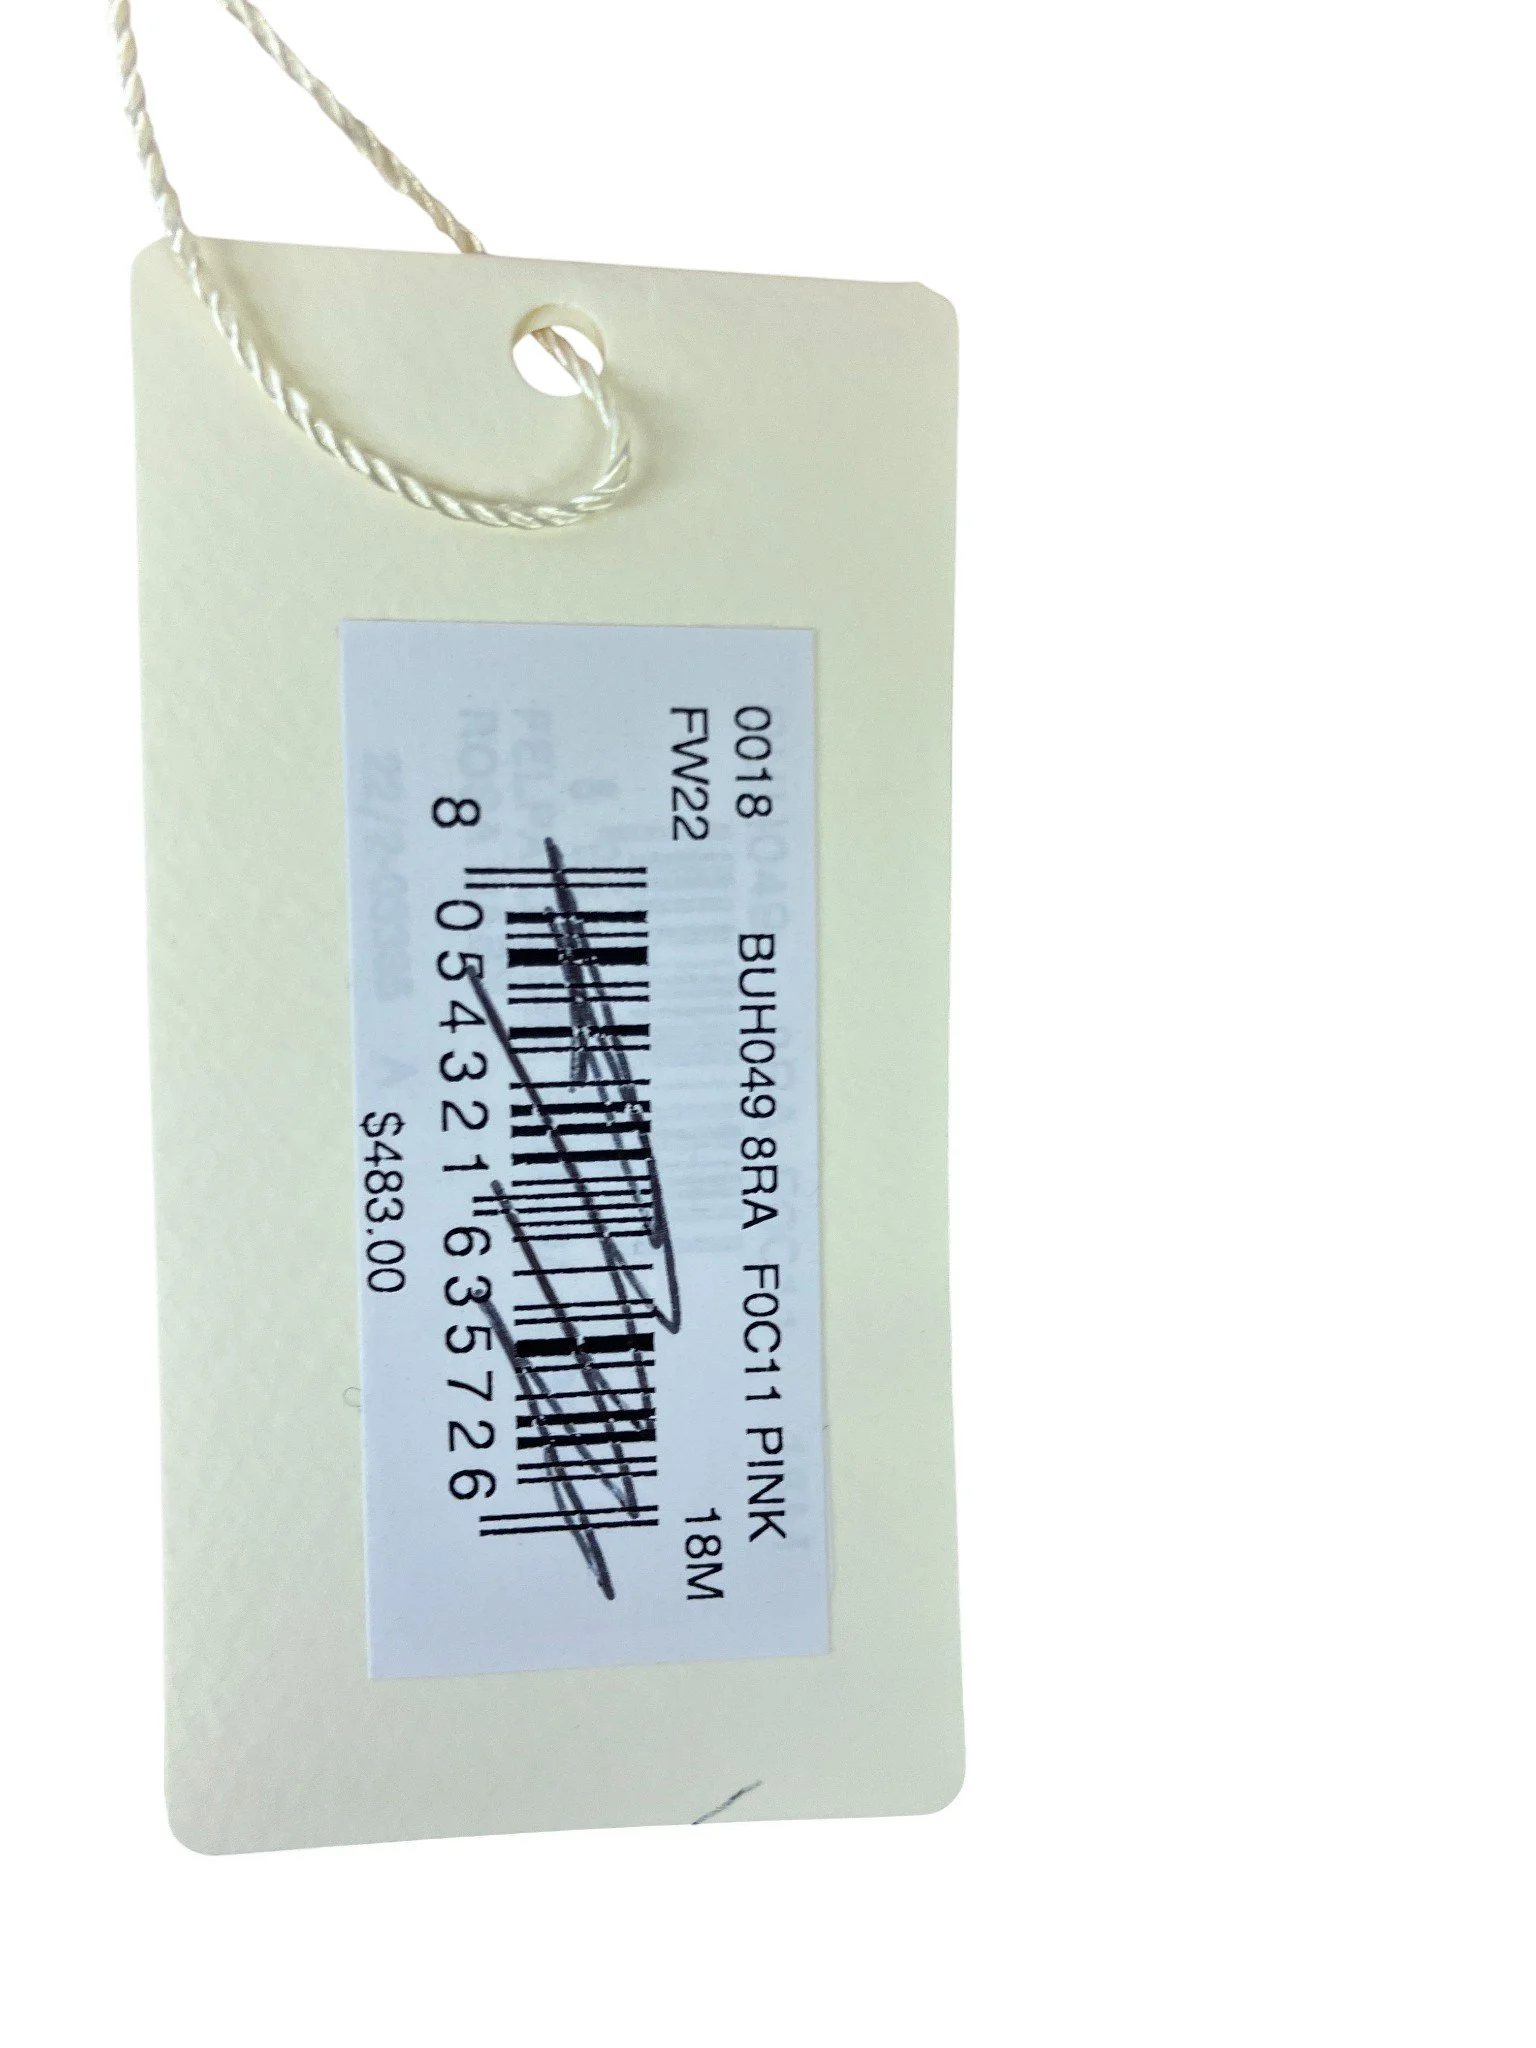 0018 BUH049 8RA F0C11 PINK
FW22 18M
8 054321 635726
$483.00